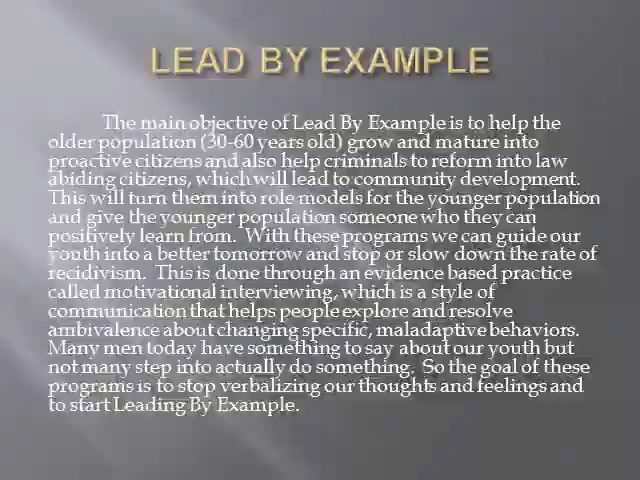 LEAD BY EXAMPLE
The main objective of Lead By Example is to help the
older population (30-60 years old) grow and mature into
proactive citizens and also help criminals to reform into law
abiding citizens, which will lead to community development.
This will turn them into role models for the younger population
and give the younger population someone who they can
positively learn from. With these programs we can guide our
youth into a better tomorrow and stop or slow down the rate of
recidivism. This is done through an evidence based practice
called motivational interviewing, which is a style of
communication that helps people explore and resolve
ambivalence about changing specific, maladaptive behaviors.
Many men today have something to say about our youth but
not many step into actually do something. So the goal of these
programs is to stop verbalizing our thoughts and feelings and
to start Leading By Example.